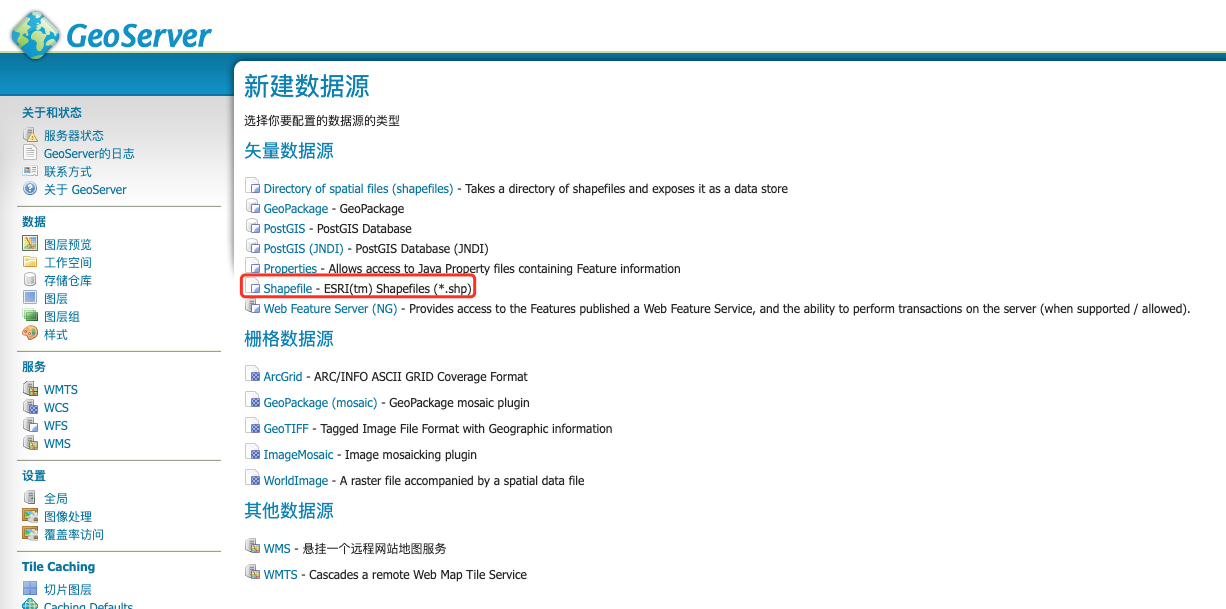 GeoServer
关于和状态
服务器状态
GeoServer的日志
联系方式
关于 GeoServer
数据
图层预览
工作空间
存储仓库
图层
图层组
样式
服务
WMTS
WCS
WFS
WMS
设置
全局
图像处理
覆盖率访问
Tile Caching
切片图层
Caching Defaults
新建数据源
选择你要配置的数据源的类型
矢量数据源
Directory of spatial files (shapefiles) - Takes a directory of shapefiles and exposes it as a data store
GeoPackage - GeoPackage
PostGIS - PostGIS Database
PostGIS (JNDI) - PostGIS Database (JNDI)
Properties - Allows access to Java Property files containing Feature information
Shapefile - ESRI(tm) Shapefiles (*.shp)
Web Feature Server (NG) - Provides access to the Features published a Web Feature Service, and the ability to perform transactions on the server (when supported / allowed).
栅格数据源
ArcGrid - ARC/INFO ASCII GRID Coverage Format
GeoPackage (mosaic) - GeoPackage mosaic plugin
GeoTIFF - Tagged Image File Format with Geographic information
ImageMosaic - Image mosaicking plugin
WorldImage - A raster file accompanied by a spatial data file
其他数据源
WMS - 悬挂一个远程网站地图服务
WMTS - Cascades a remote Web Map Tile Service